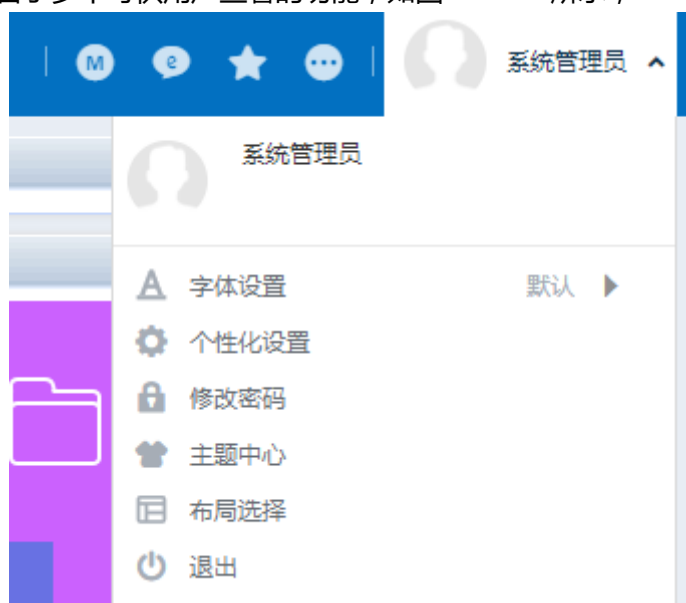 M
e
系统管理员
系统管理员
字体设置 默认
个性化设置
修改密码
主题中心
布局选择
退出